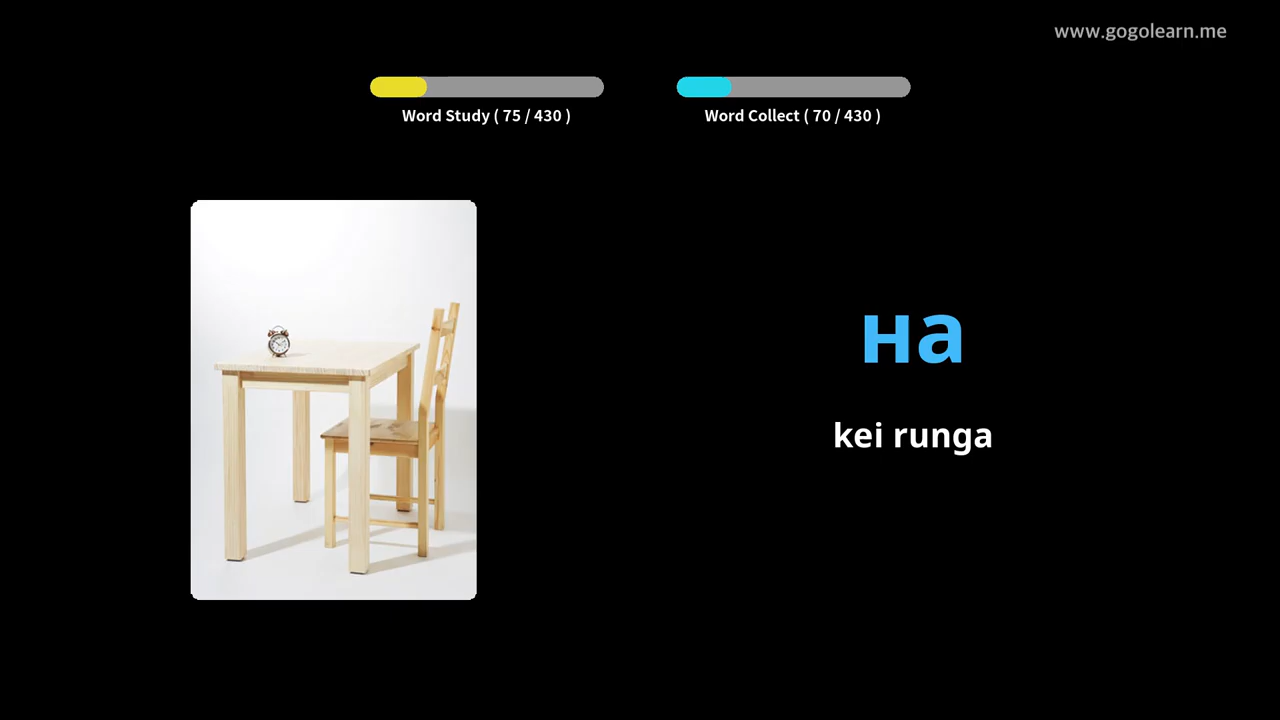 www.gogolearn.me
Word Study ( 75 / 430 )
Word Collect ( 70 / 430 )
на
kei runga